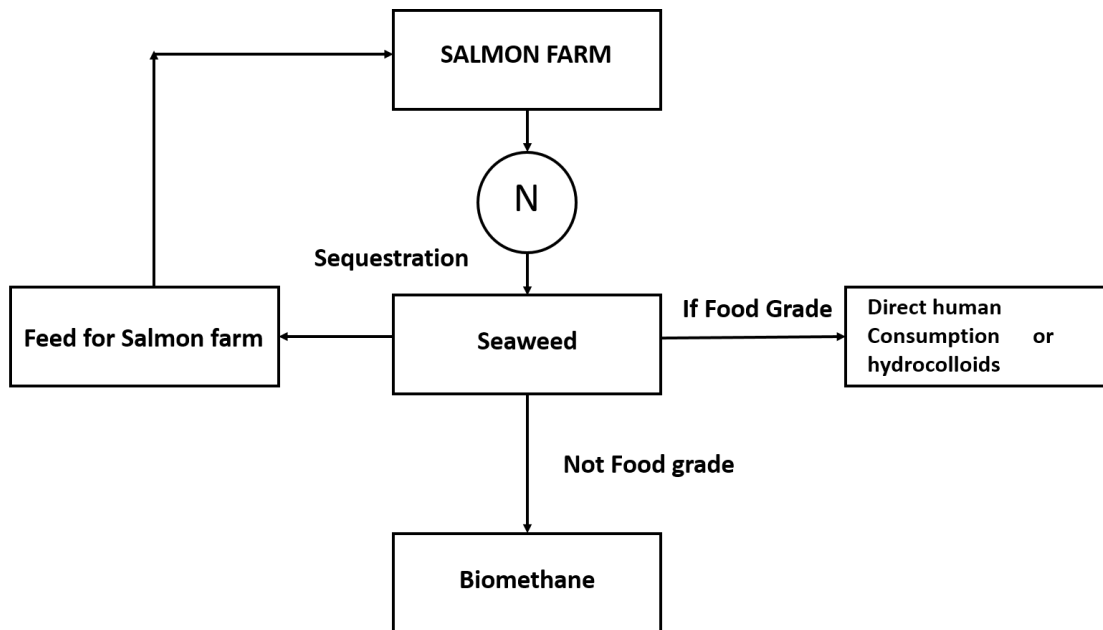 SALMON FARM
N
Sequestration
Feed for Salmon farm
Seaweed
If Food Grade
Direct human
Consumption or
hydrocolloids
Not Food grade
Biomethane